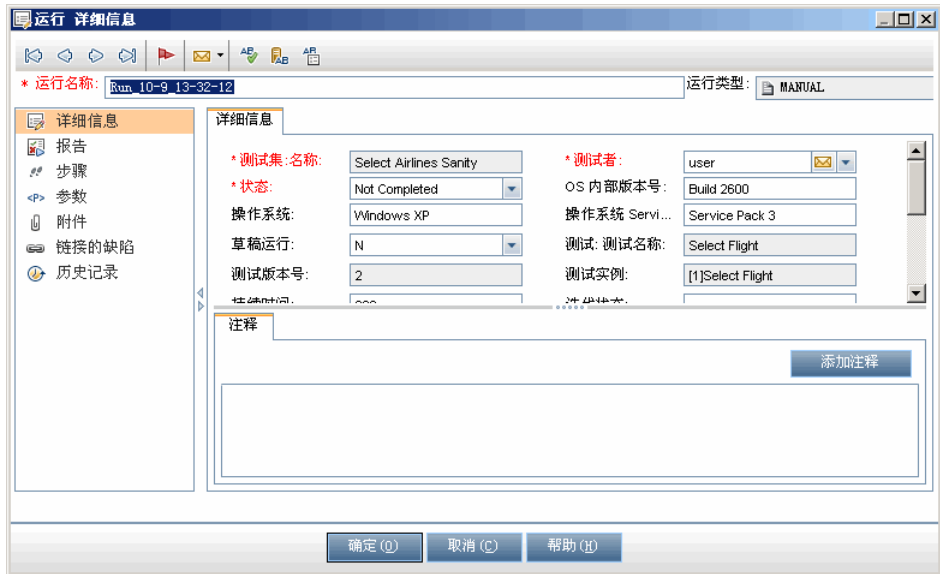 运行 详细信息
* 运行名称: Run_10-9_13-32-12 运行类型: MANUAL
详细信息
报告
步骤
<P> 参数
附件
链接的缺陷
历史记录
详细信息
* 测试集:名称: Select Airlines Sanity * 测试者: user
* 状态: Not Completed OS 内部版本号: Build 2600
操作系统: Windows XP 操作系统 Servi... Service Pack 3
草稿运行: N 测试: 测试名称: Select Flight
测试版本号: 2 测试实例: [1]Select Flight
注释
添加注释
确定(O) 取消(C) 帮助(H)